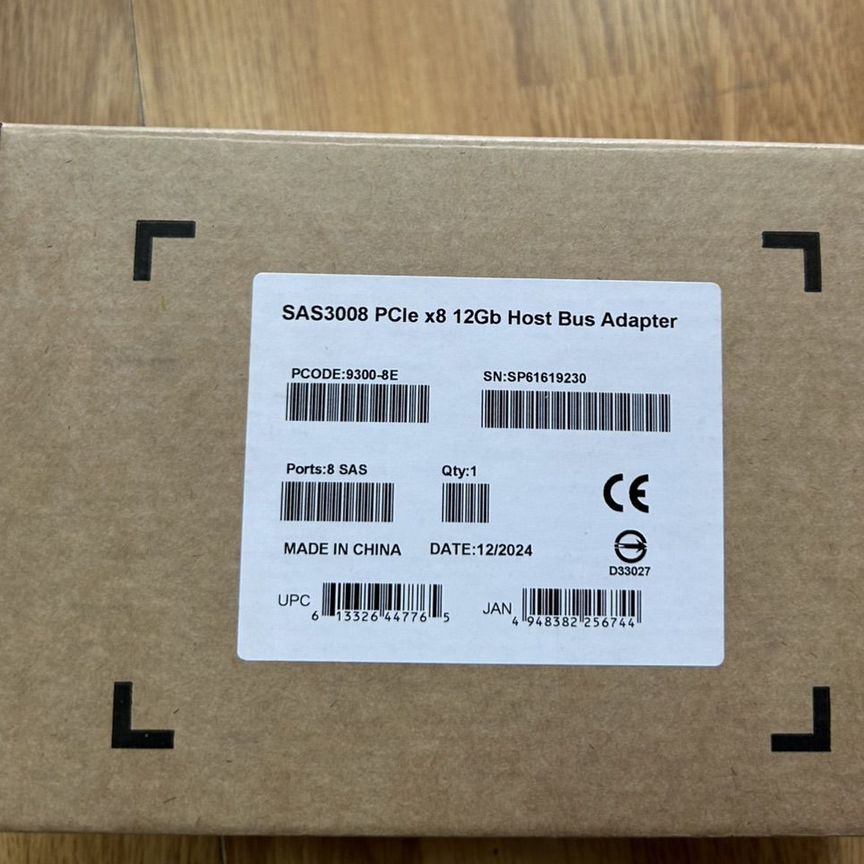 SAS3008 PCIe x8 12Gb Host Bus Adapter
PCODE:9300-8E
SN:SP61619230
Ports:8 SAS
Qty:1
CE
MADE IN CHINA
DATE:12/2024
D33027
UPC
6 13326 44776 5
JAN
4 948382 256744